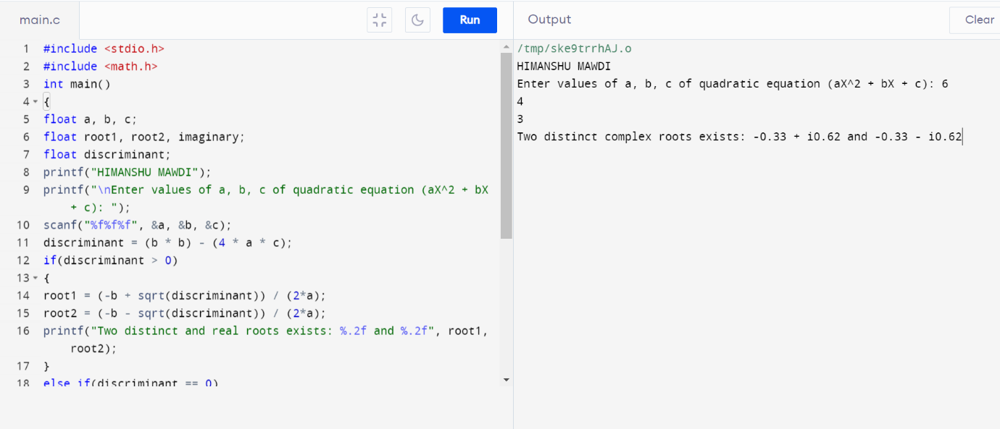 main.c
Run
1 #include <stdio.h>
2 #include <math.h>
3 int main()
4 {
5 float a, b, c;
6 float root1, root2, imaginary;
7 float discriminant;
8 printf("HIMANSHU MAWDI");
9 printf("\nEnter values of a, b, c of quadratic equation (aX^2 + bX
+ c): ");
10 scanf("%f%f%f", &a, &b, &c);
11 discriminant = (b * b) - (4 * a * c);
12 if(discriminant > 0)
13 {
14 root1 = (-b + sqrt(discriminant)) / (2*a);
15 root2 = (-b - sqrt(discriminant)) / (2*a);
16 printf("Two distinct and real roots exists: %.2f and %.2f", root1,
root2);
17 }
18 else if(discriminant == 0)
Output
Clear
/tmp/ske9trrhAJ.o
HIMANSHU MAWDI
Enter values of a, b, c of quadratic equation (aX^2 + bX + c): 6
4
3
Two distinct complex roots exists: -0.33 + i0.62 and -0.33 - i0.62